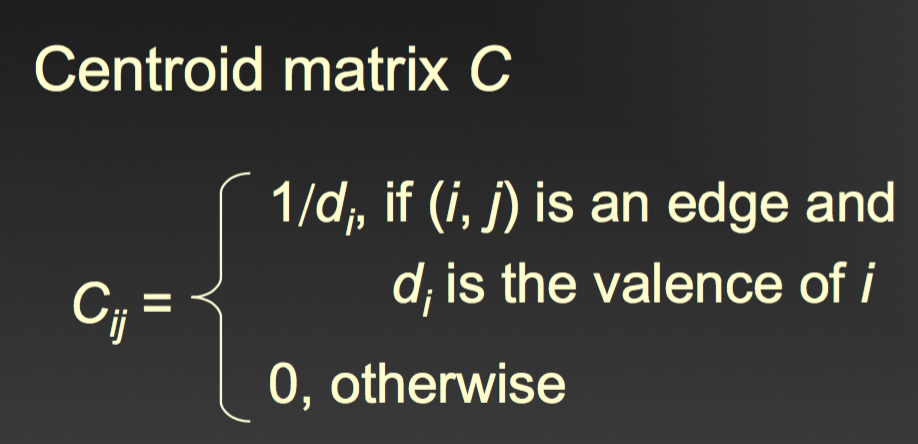 Centroid matrix C
1/dᵢ, if (i, j) is an edge and
dᵢ is the valence of i
Cᵢⱼ =
0, otherwise